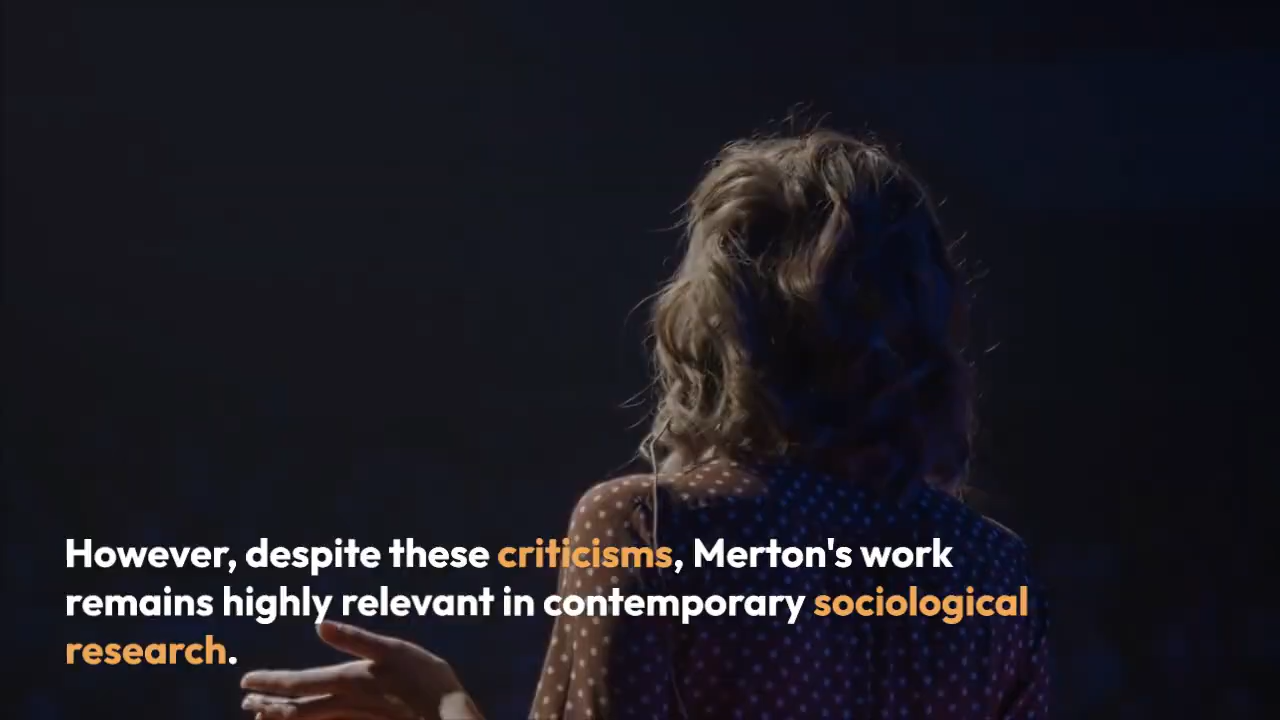 However, despite these criticisms, Merton's work
remains highly relevant in contemporary sociological
research.